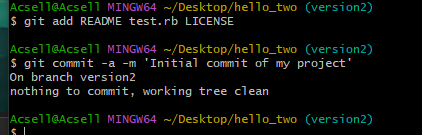 Acsell@Acsell MINGW64 ~/Desktop/hello_two (version2)
$ git add README test.rb LICENSE
Acsell@Acsell MINGW64 ~/Desktop/hello_two (version2)
$ git commit -a -m 'Initial commit of my project'
On branch version2
nothing to commit, working tree clean
Acsell@Acsell MINGW64 ~/Desktop/hello_two (version2)
$